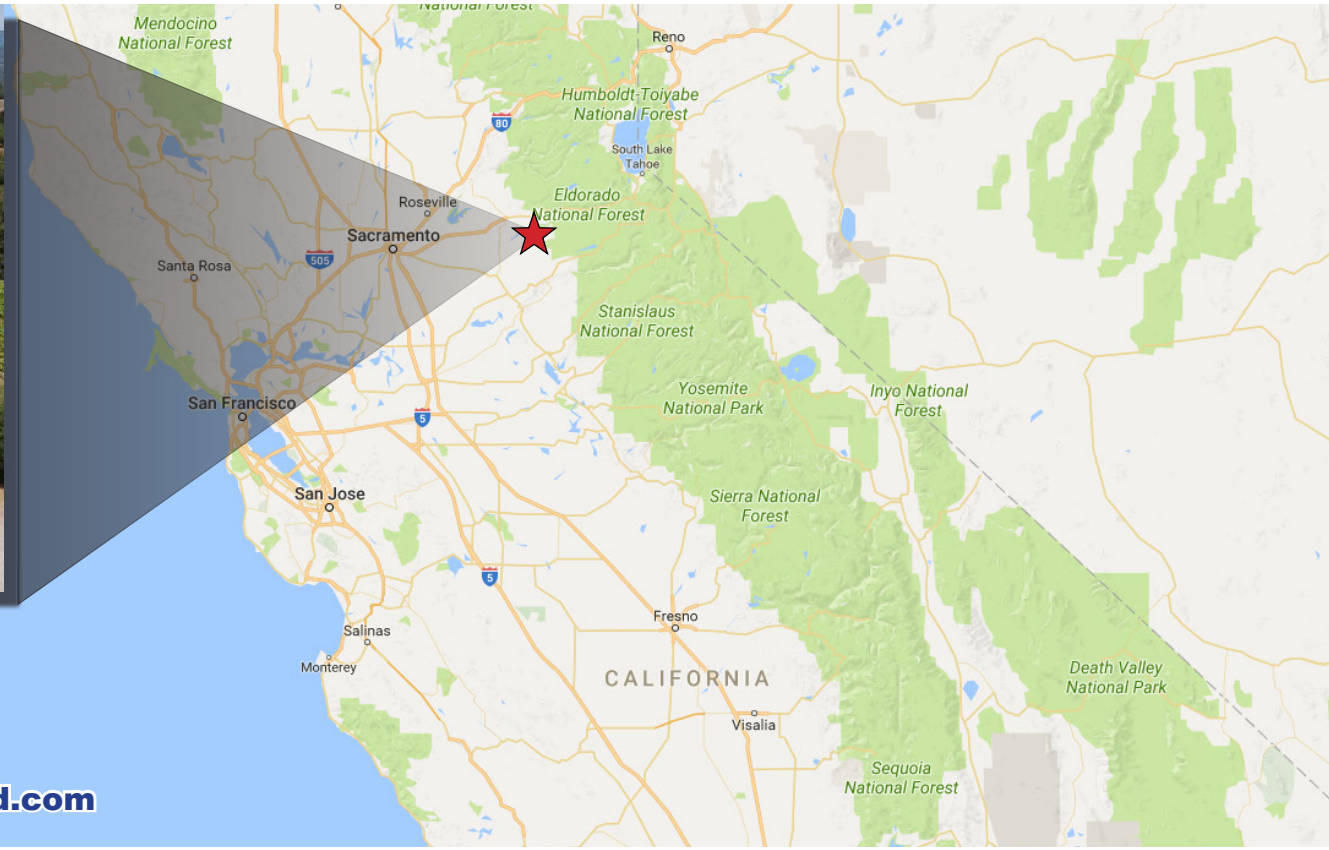 National Forest
Mendocino
National Forest
Reno
Humboldt-Toiyabe
National Forest
80
South Lake
Tahoe
Eldorado
National Forest
Roseville
Sacramento
505
Santa Rosa
Stanislaus
National Forest
Yosemite
National Park
Inyo National
Forest
San Francisco
5
San Jose
Sierra National
Forest
5
Fresno
Salinas
Monterey
CALIFORNIA
Death Valley
National Park
Visalia
Sequoia
National Forest
d.com